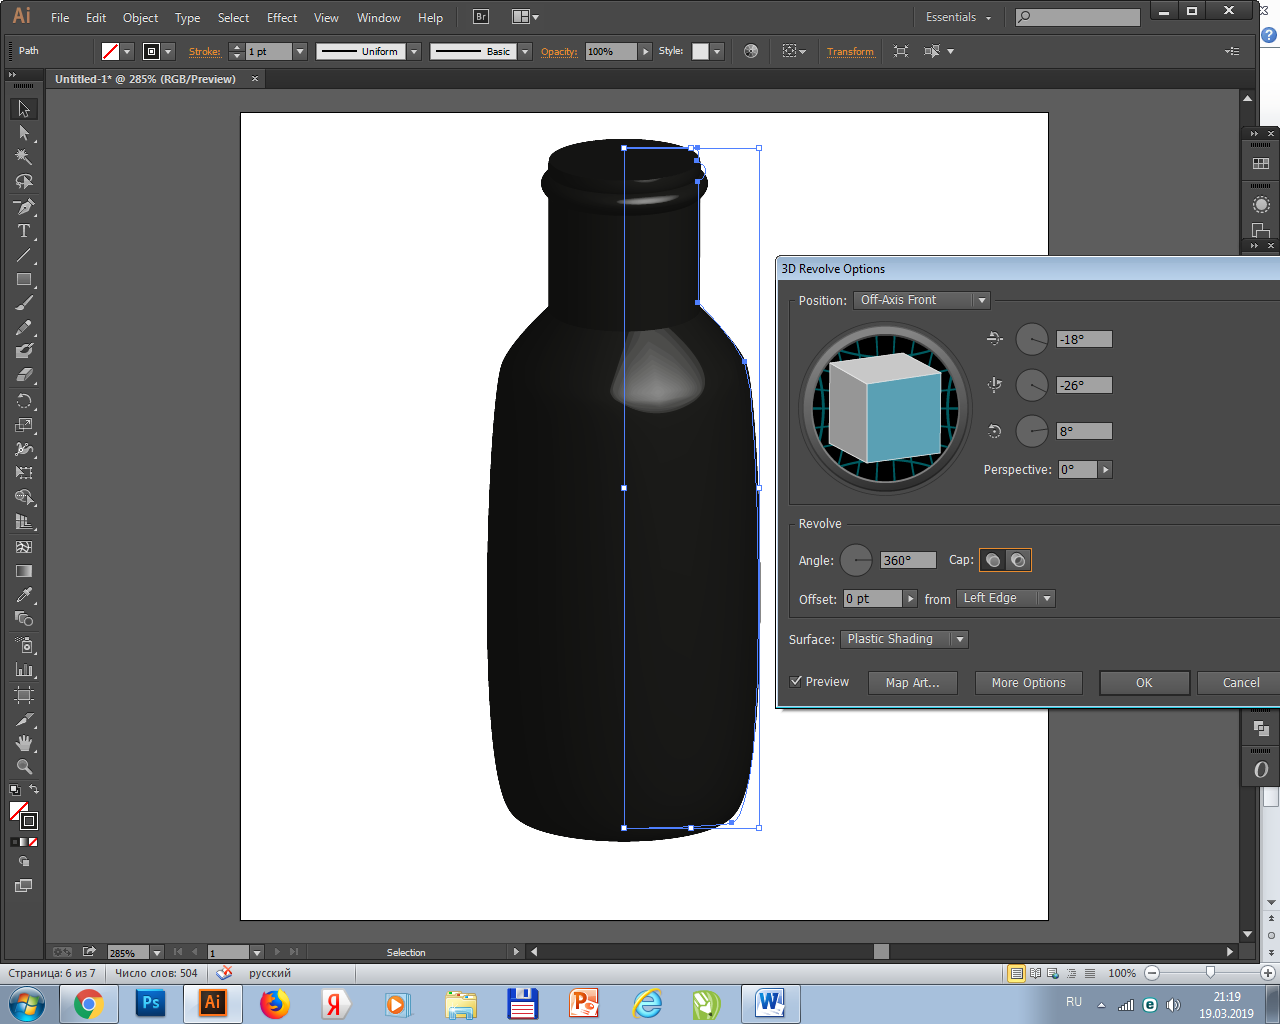 Ai File Edit Object Type Select Effect View Window Help Br Essentials
Path Stroke: 1 pt Uniform Basic Opacity: 100% Style: Transform
Untitled-1* @ 285% (RGB/Preview)
3D Revolve Options
Position: Off-Axis Front
-18°
-26°
8°
Perspective: 0°
Revolve
Angle: 360° Cap:
Offset: 0 pt from Left Edge
Surface: Plastic Shading
Preview Map Art... More Options OK Cancel
285% 1 Selection
Страница: 6 из 7 Число слов: 504 русский 100%
Ps Ai Я P W RU 21:19
19.03.2019